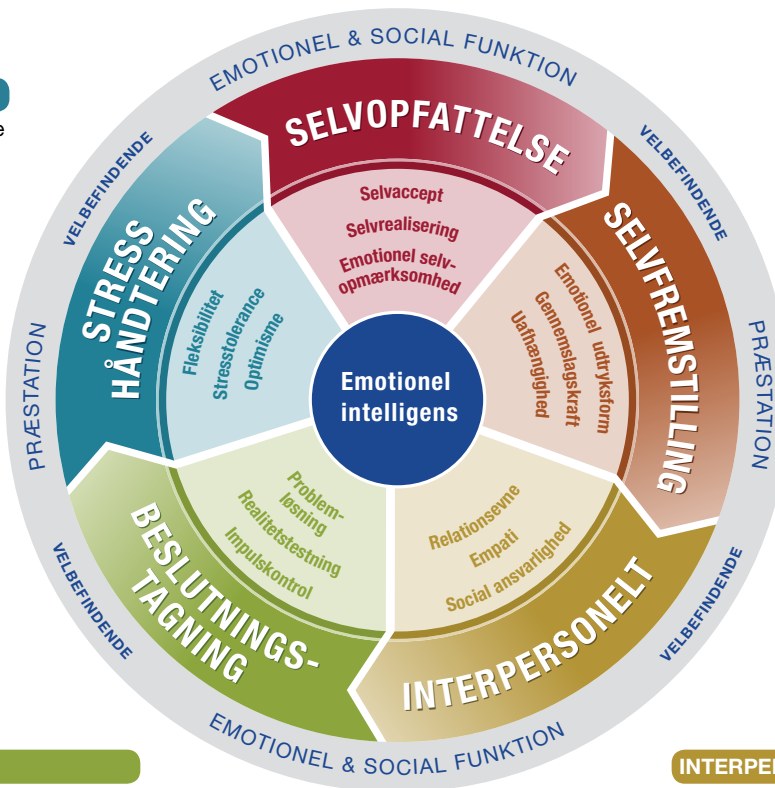 EMOTIONEL & SOCIAL FUNKTION
VELBEFINDENDE
VELBEFINDENDE
PRÆSTATION
PRÆSTATION
VELBEFINDENDE
VELBEFINDENDE
EMOTIONEL & SOCIAL FUNKTION
SELVOPFATTELSE
Selvaccept
Selvrealisering
Emotionel selv-
opmærksomhed
SELVFREMSTILLING
Emotionel udtryksform
Gennemslagskraft
Uafhængighed
INTERPERSONELT
Relationsevne
Empati
Social ansvarlighed
BESLUTNINGS-
TAGNING
Problem-
løsning
Realitetstestning
Impulskontrol
STRESS
HÅNDTERING
Fleksibilitet
Stresstolerance
Optimisme
Emotionel
intelligens
e
INTERPE